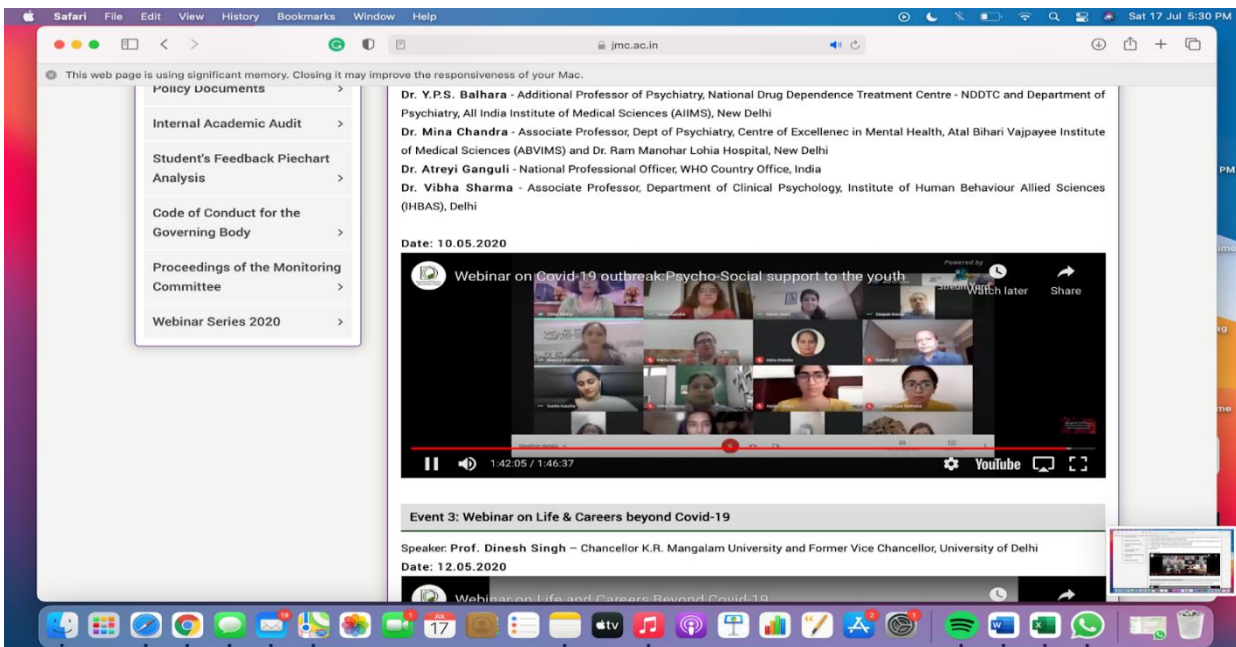 Safari File Edit View History Bookmarks Window Help Sat 17 Jul 5:30 PM
jmc.ac.in
This web page is using significant memory. Closing it may improve the responsiveness of your Mac.
Policy Documents
Internal Academic Audit
Student's Feedback Piechart
Analysis
Code of Conduct for the
Governing Body
Proceedings of the Monitoring
Committee
Webinar Series 2020
Dr. Y.P.S. Balhara - Additional Professor of Psychiatry, National Drug Dependence Treatment Centre - NDDTC and Department of
Psychiatry, All India Institute of Medical Sciences (AIIMS), New Delhi
Dr. Mina Chandra - Associate Professor, Dept of Psychiatry, Centre of Excellenec in Mental Health, Atal Bihari Vajpayee Institute
of Medical Sciences (ABVIMS) and Dr. Ram Manohar Lohia Hospital, New Delhi
Dr. Atreyi Ganguli - National Professional Officer, WHO Country Office, India
Dr. Vibha Sharma - Associate Professor, Department of Clinical Psychology, Institute of Human Behaviour Allied Sciences
(IHBAS), Delhi
Date: 10.05.2020
Webinar on Covid-19 outbreak:Psycho-Social support to the youth
Powered by
StreamYard
Watch later Share
1:42:05 / 1:46:37 YouTube
Event 3: Webinar on Life & Careers beyond Covid-19
Speaker: Prof. Dinesh Singh – Chancellor K.R. Mangalam University and Former Vice Chancellor, University of Delhi
Date: 12.05.2020
Webinar on Life and Careers Beyond Covid-19
PM
JUL
17
tv